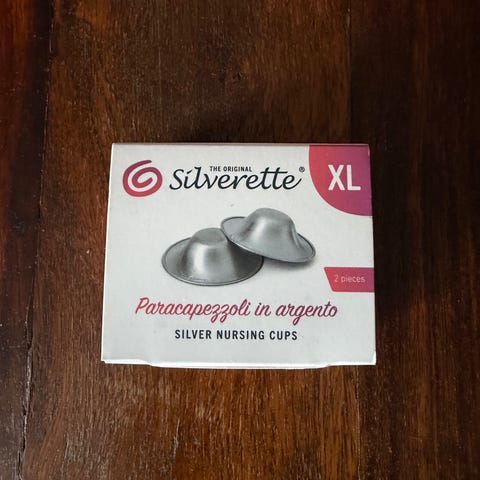 THE ORIGINAL
Silverette®
XL
2 pieces
Paracapezzoli in argento
SILVER NURSING CUPS